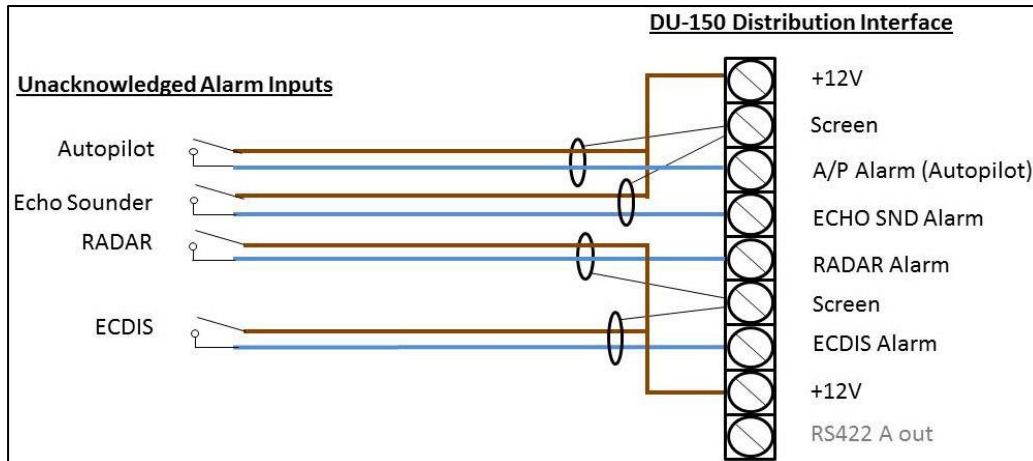 DU-150 Distribution Interface
Unacknowledged Alarm Inputs
+12V
Screen
Autopilot
A/P Alarm (Autopilot)
Echo Sounder
ECHO SND Alarm
RADAR
RADAR Alarm
Screen
ECDIS
ECDIS Alarm
+12V
RS422 A out